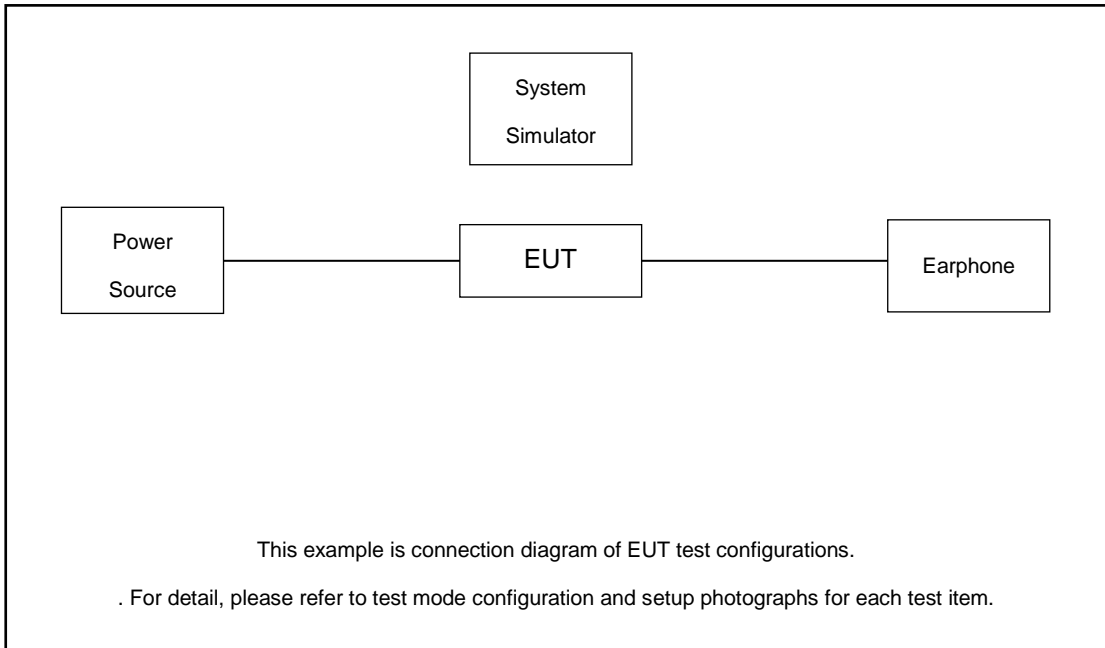 System
Simulator
Power
Source
EUT
Earphone
This example is connection diagram of EUT test configurations.
. For detail, please refer to test mode configuration and setup photographs for each test item.